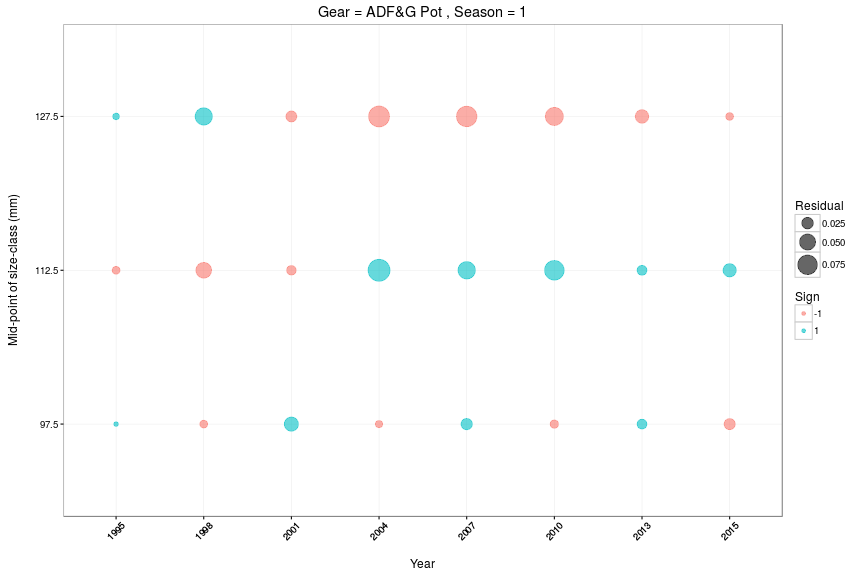 Gear = ADF&G Pot , Season = 1
Mid-point of size-class (mm)
127.5
112.5
97.5
1995 1998 2001 2004 2007 2010 2013 2015
Year
Residual
0.025
0.050
0.075
Sign
-1
1